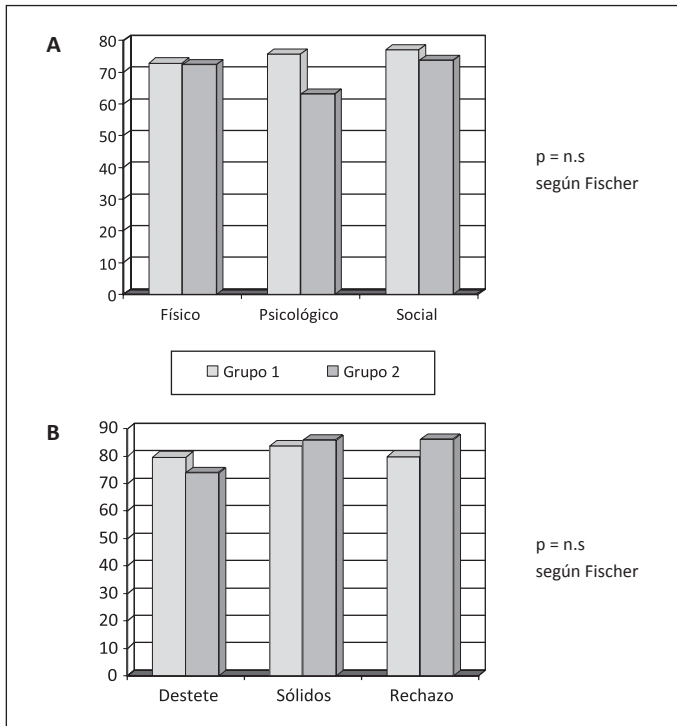 A
80
70
60
50
40
30
20
10
0
Físico Psicológico Social
p = n.s
según Fischer
Grupo 1 Grupo 2
B
90
80
70
60
50
40
30
20
10
0
Destete Sólidos Rechazo
p = n.s
según Fischer